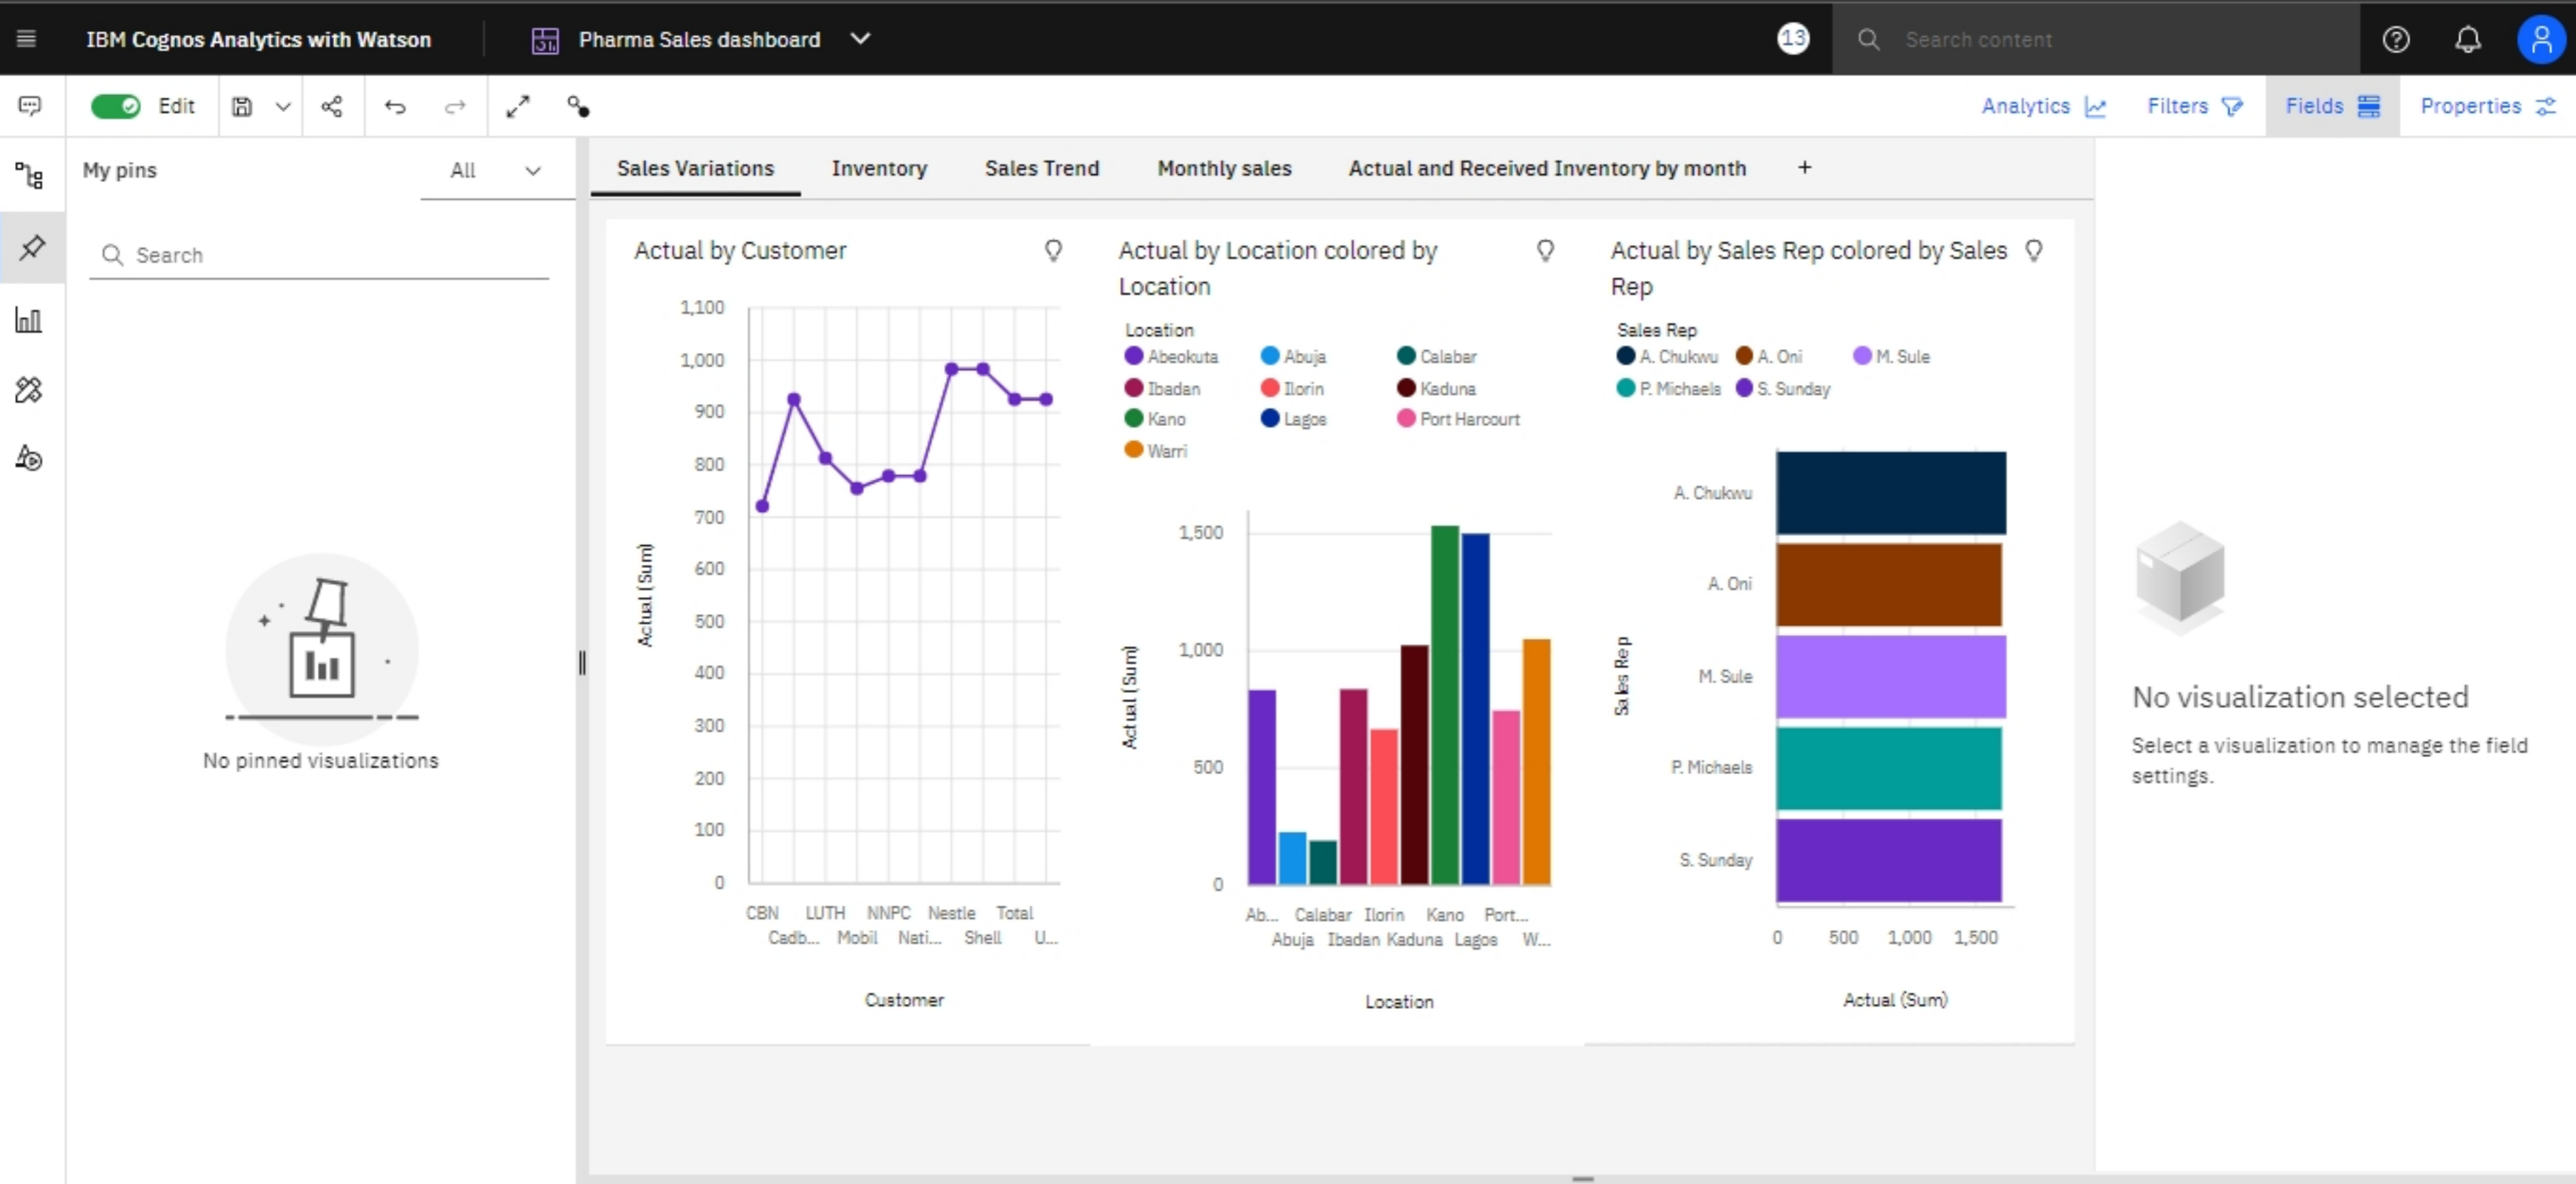 IBM Cognos Analytics with Watson
Pharma Sales dashboard
13
Search content
Edit
Analytics
Filters
Fields
Properties
My pins
All
Search
No pinned visualizations
Sales Variations
Inventory
Sales Trend
Monthly sales
Actual and Received Inventory by month
+
Actual by Customer
1,100
1,000
900
800
700
600
500
400
300
200
100
0
Actual (Sum)
CBN
LUTH
NNPC
Nestle
Total
Cadb...
Mobil
Nati...
Shell
U...
Customer
Actual by Location colored by
Location
Location
Abeokuta
Abuja
Calabar
Ibadan
Ilorin
Kaduna
Kano
Lagos
Port Harcourt
Warri
1,500
1,000
500
0
Actual (Sum)
Ab...
Calabar
Ilorin
Kano
Port...
Abuja
Ibadan
Kaduna
Lagos
W...
Location
Actual by Sales Rep colored by Sales
Rep
Sales Rep
A. Chukwu
A. Oni
M. Sule
P. Michaels
S. Sunday
Sales Rep
A. Chukwu
A. Oni
M. Sule
P. Michaels
S. Sunday
0
500
1,000
1,500
Actual (Sum)
No visualization selected
Select a visualization to manage the field
settings.